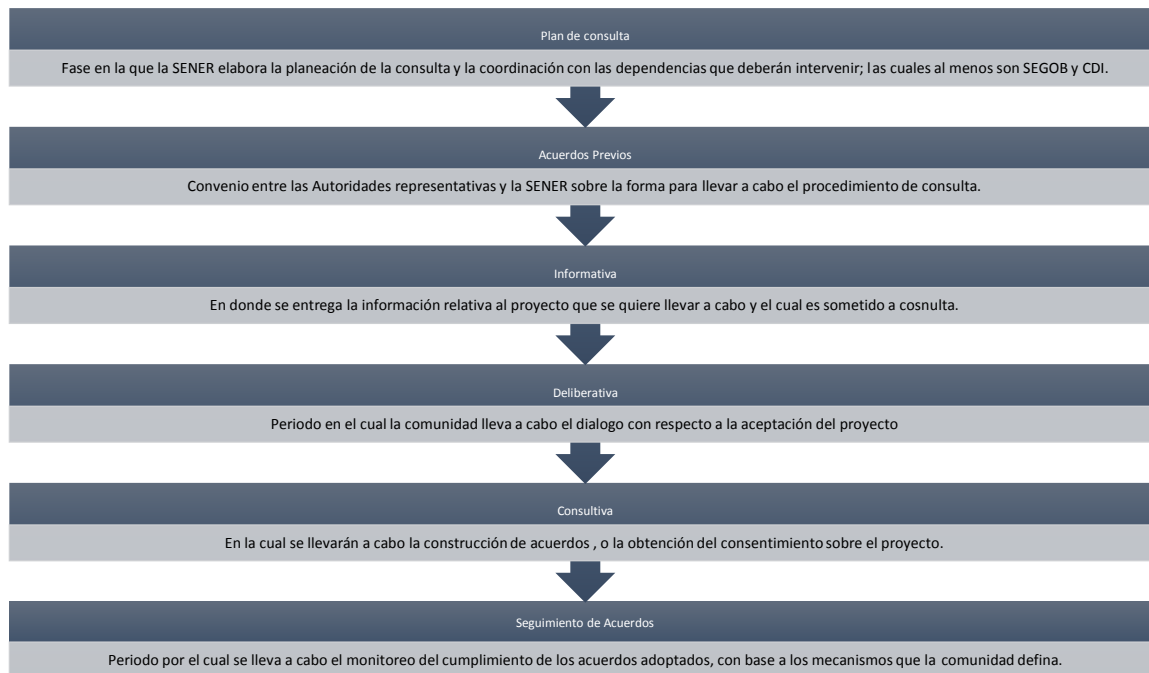 Plan de consulta
Fase en la que la SENER elabora la planeación de la consulta y la coordinación con las dependencias que deberán intervenir; las cuales al menos son SEGOB y CDI.
Acuerdos Previos
Convenio entre las Autoridades representativas y la SENER sobre la forma para llevar a cabo el procedimiento de consulta.
Informativa
En donde se entrega la información relativa al proyecto que se quiere llevar a cabo y el cual es sometido a cosnulta.
Deliberativa
Periodo en el cual la comunidad lleva a cabo el dialogo con respecto a la aceptación del proyecto
Consultiva
En la cual se llevarán a cabo la construcción de acuerdos , o la obtención del consentimiento sobre el proyecto.
Seguimiento de Acuerdos
Periodo por el cual se lleva a cabo el monitoreo del cumplimiento de los acuerdos adoptados, con base a los mecanismos que la comunidad defina.